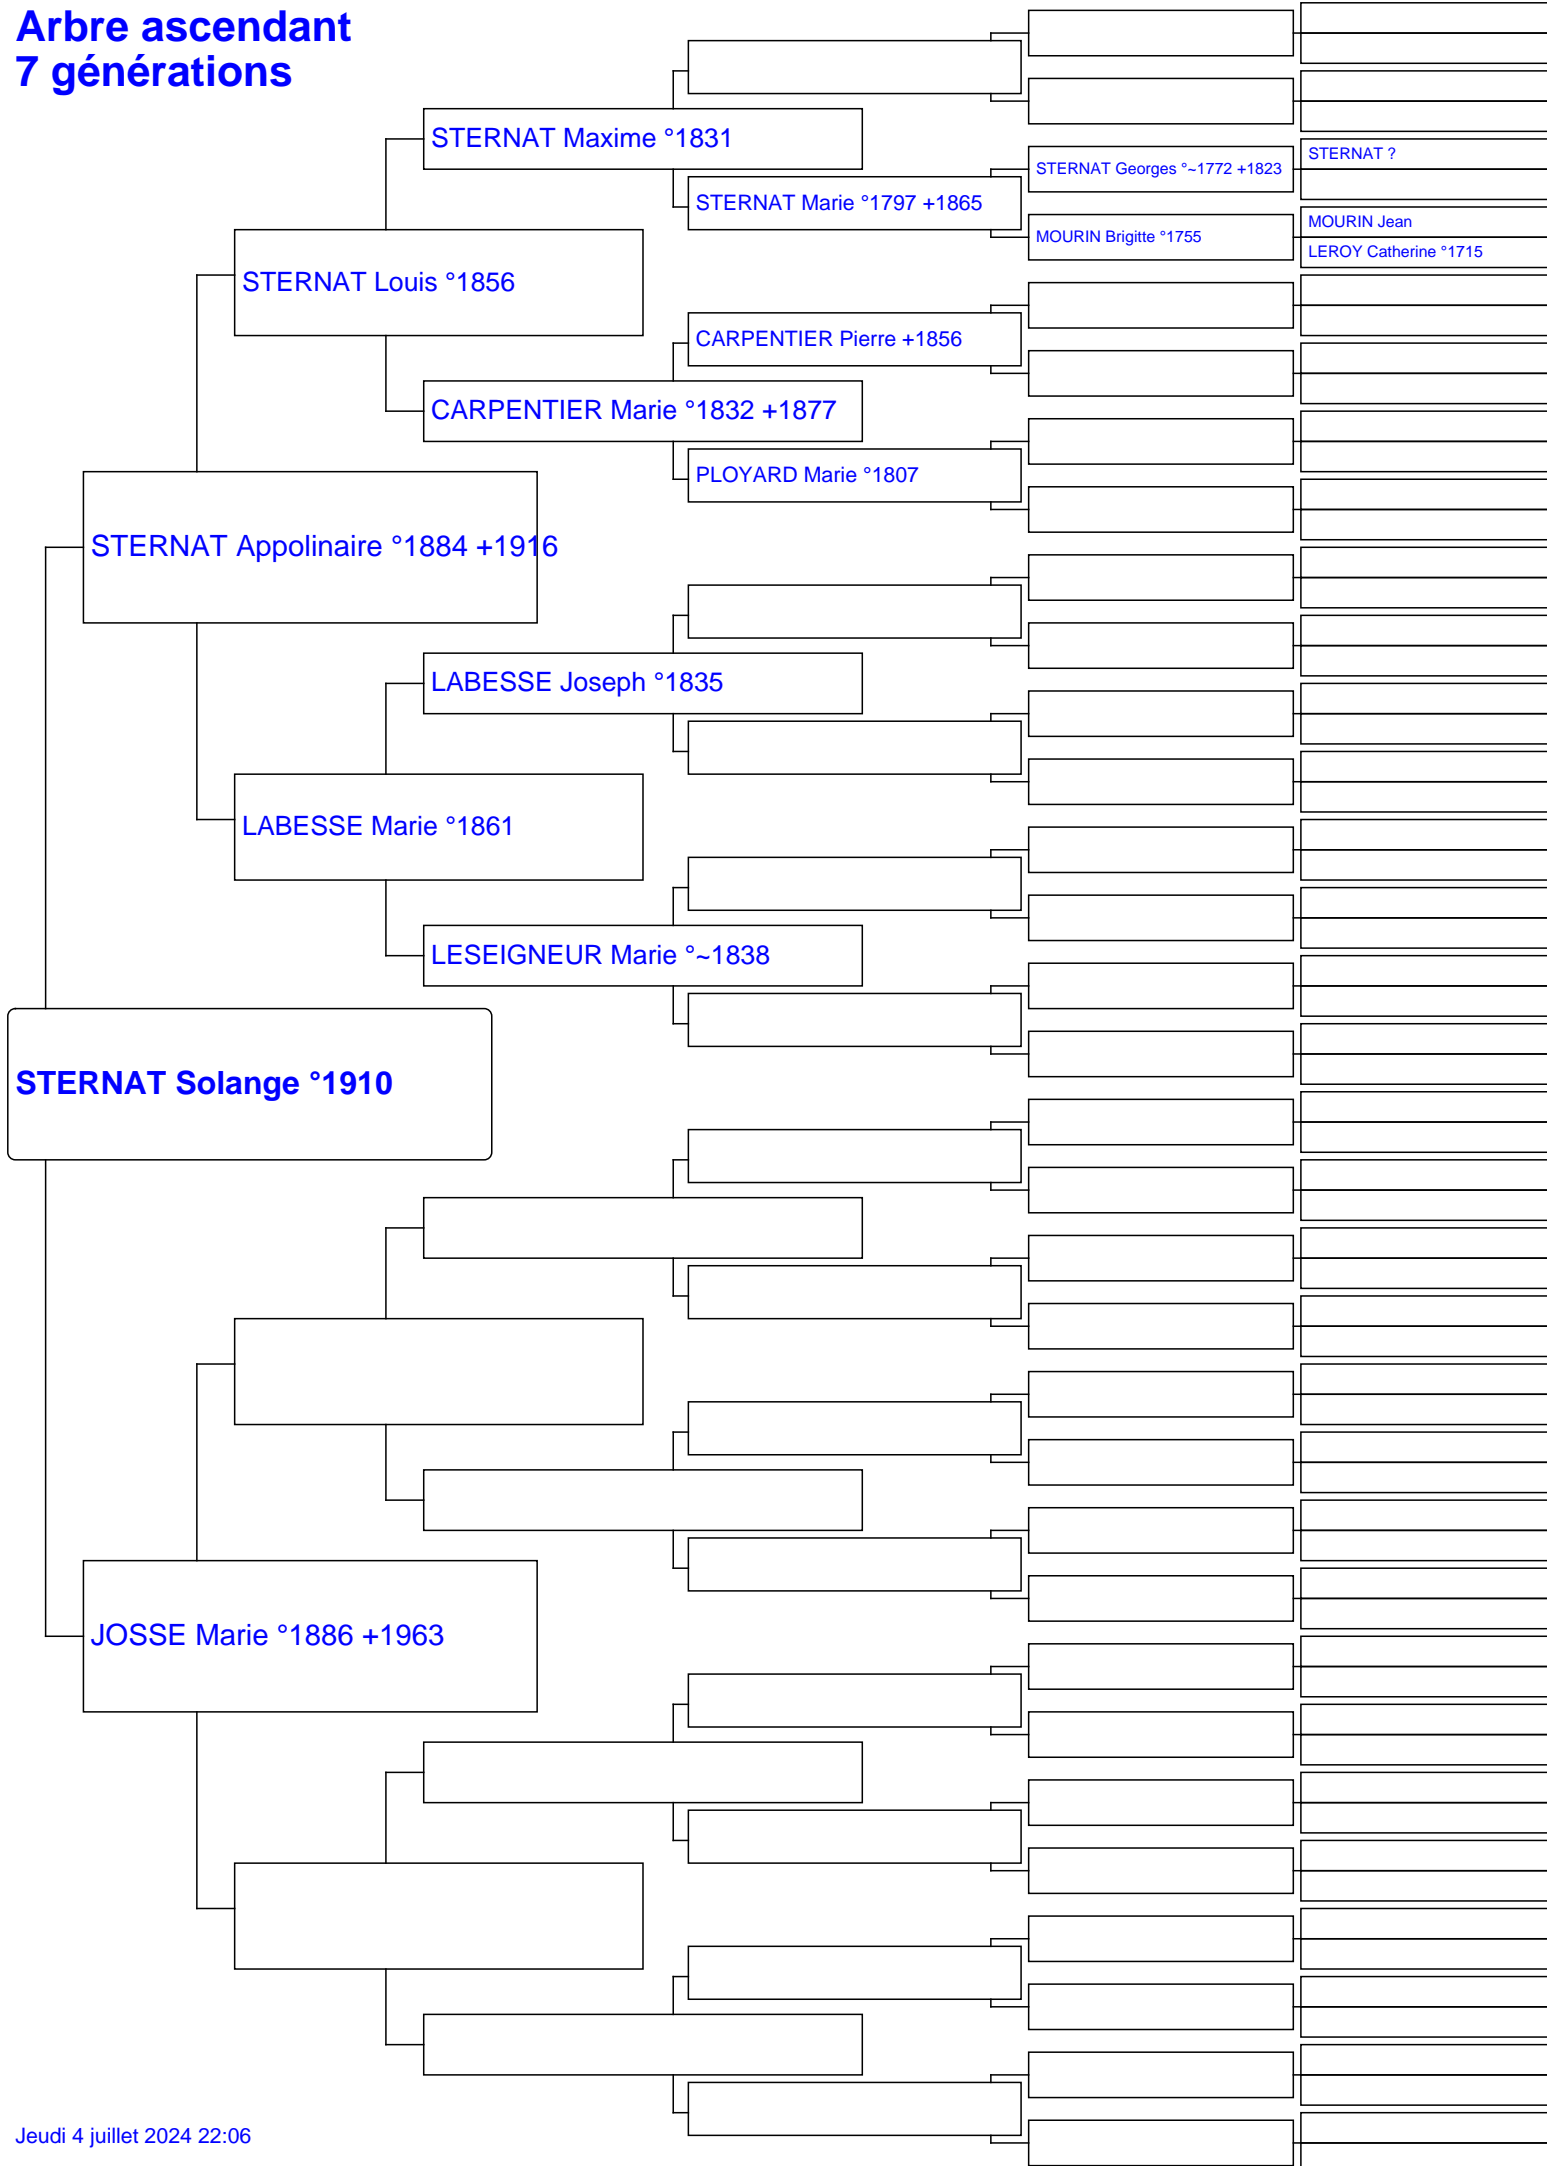 Arbre ascendant
7 générations
STERNAT Maxime °1831
STERNAT Georges °~1772 +1823
STERNAT ?
STERNAT Marie °1797 +1865
MOURIN Jean
MOURIN Brigitte °1755
LEROY Catherine °1715
STERNAT Louis °1856
CARPENTIER Pierre +1856
CARPENTIER Marie °1832 +1877
PLOYARD Marie °1807
STERNAT Appolinaire °1884 +1916
LABESSE Joseph °1835
LABESSE Marie °1861
LESEIGNEUR Marie °~1838
STERNAT Solange °1910
JOSSE Marie °1886 +1963
Jeudi 4 juillet 2024 22:06